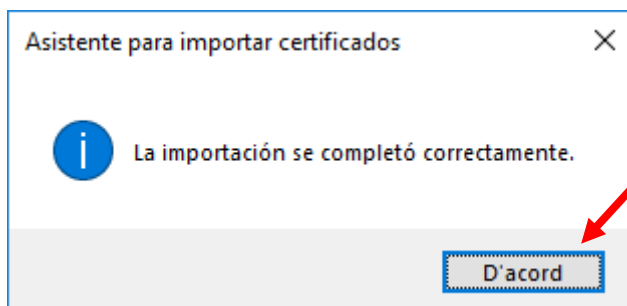 Asistente para importar certificados
La importación se completó correctamente.
D'acord